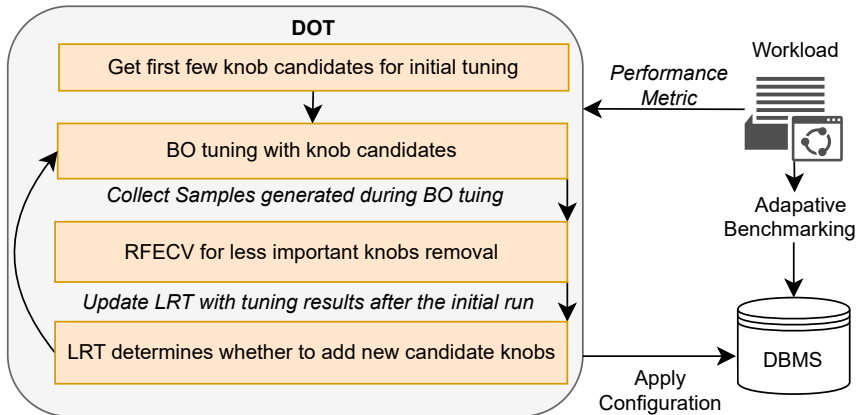 DOT
Get first few knob candidates for initial tuning
BO tuning with knob candidates
Collect Samples generated during BO tuing
RFECV for less important knobs removal
Update LRT with tuning results after the initial run
LRT determines whether to add new candidate knobs
Performance
Metric
Workload
Adapative
Benchmarking
DBMS
Apply
Configuration